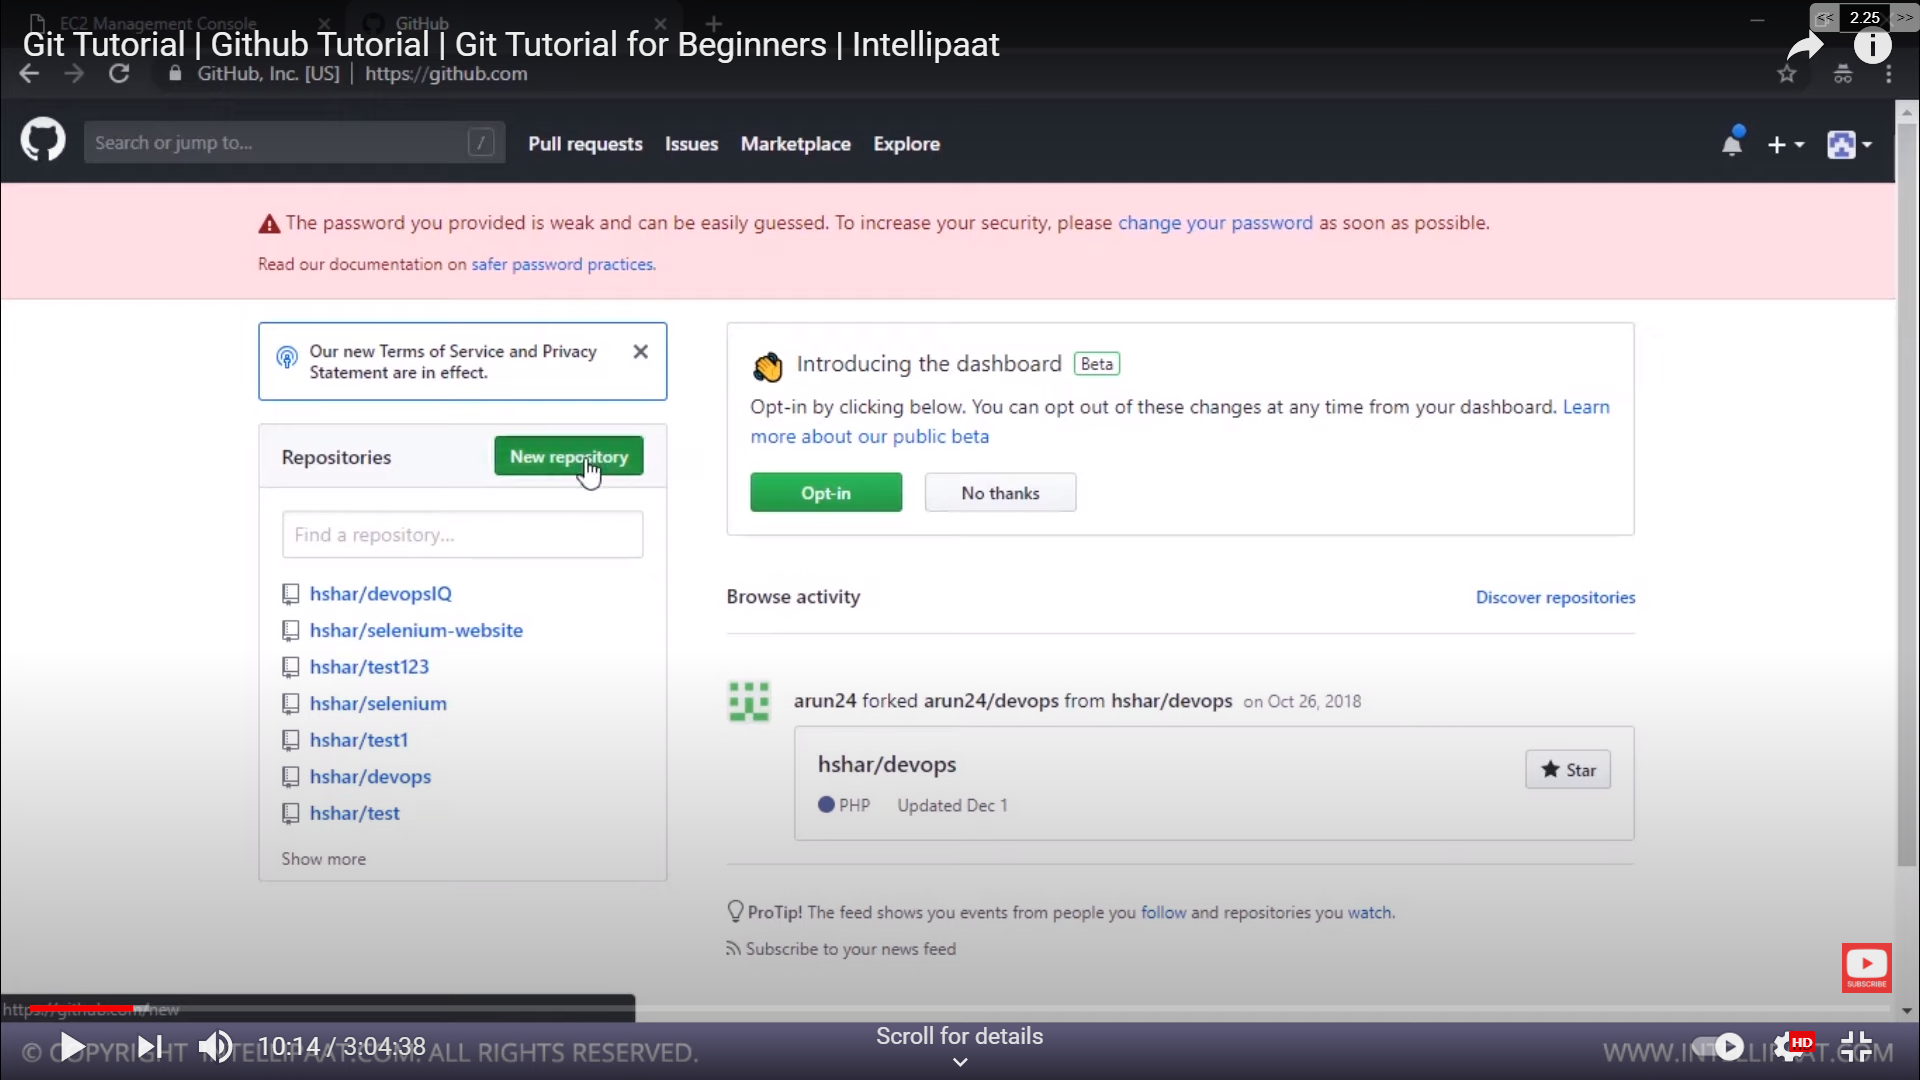 EC2 Management Console
GitHub
<< 2.25 >>
Git Tutorial | Github Tutorial | Git Tutorial for Beginners | Intellipaat
GitHub, Inc. [US] | https://github.com
Search or jump to... /
Pull requests Issues Marketplace Explore
The password you provided is weak and can be easily guessed. To increase your security, please change your password as soon as possible.
Read our documentation on safer password practices.
Our new Terms of Service and Privacy
Statement are in effect.
Repositories
New repository
Find a repository...
hshar/devopsIQ
hshar/selenium-website
hshar/test123
hshar/selenium
hshar/test1
hshar/devops
hshar/test
Show more
Introducing the dashboard Beta
Opt-in by clicking below. You can opt out of these changes at any time from your dashboard. Learn
more about our public beta
Opt-in
No thanks
Browse activity
Discover repositories
arun24 forked arun24/devops from hshar/devops on Oct 26, 2018
hshar/devops
Star
PHP Updated Dec 1
ProTip! The feed shows you events from people you follow and repositories you watch.
Subscribe to your news feed
SUBSCRIBE
https://github.com/new
10:14 / 3:04:38
Scroll for details
HD
© COPYRIGHT INTELLIPAAT.COM. ALL RIGHTS RESERVED.
WWW.INTELLIPAAT.COM